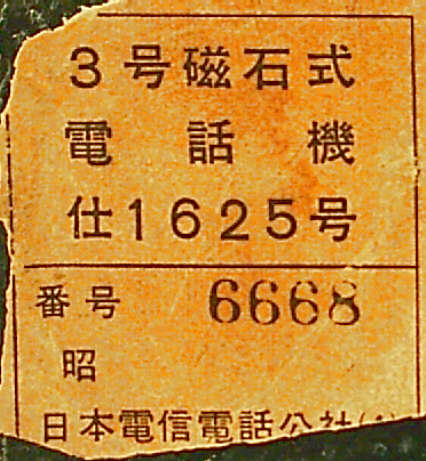 3号磁石式
電話機
仕1625号
番号 6668
昭
日本電信電話公社